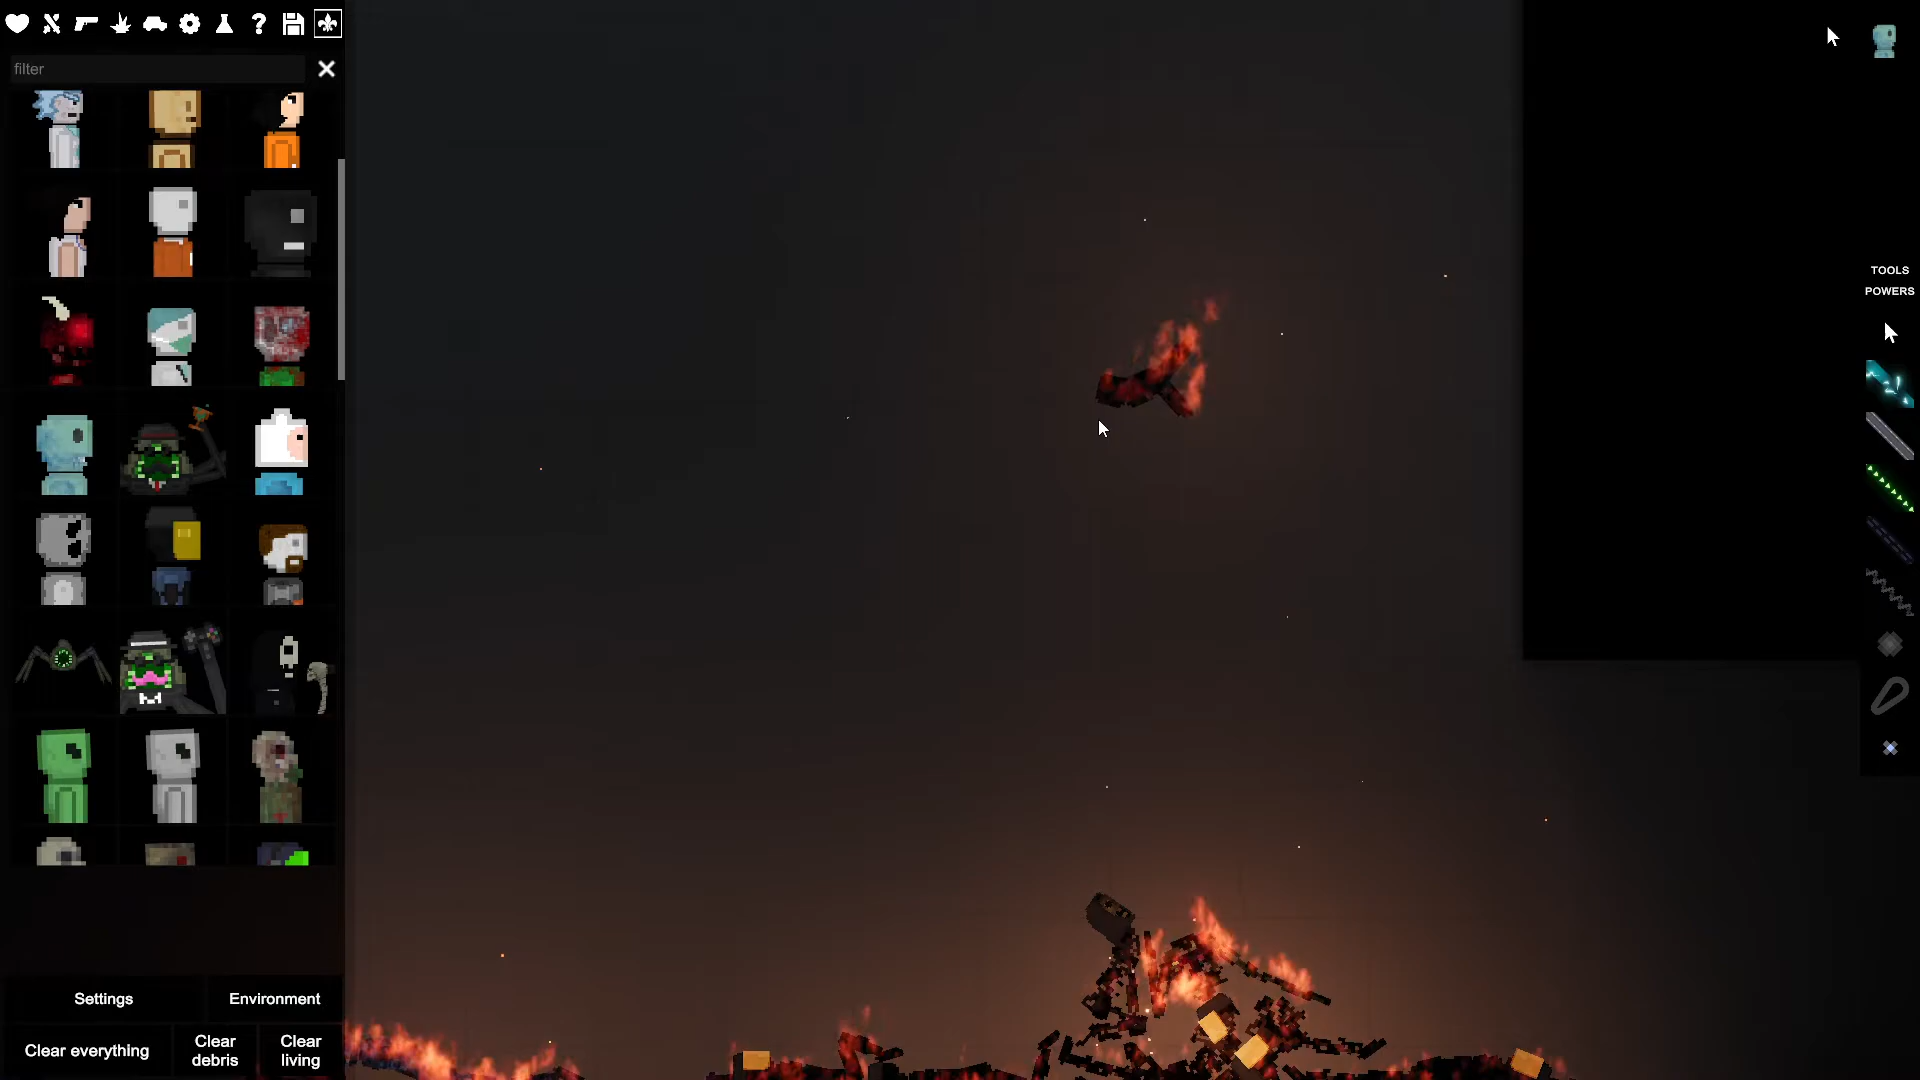 filter
TOOLS
POWERS
Settings
Environment
Clear everything
Clear
debris
Clear
living